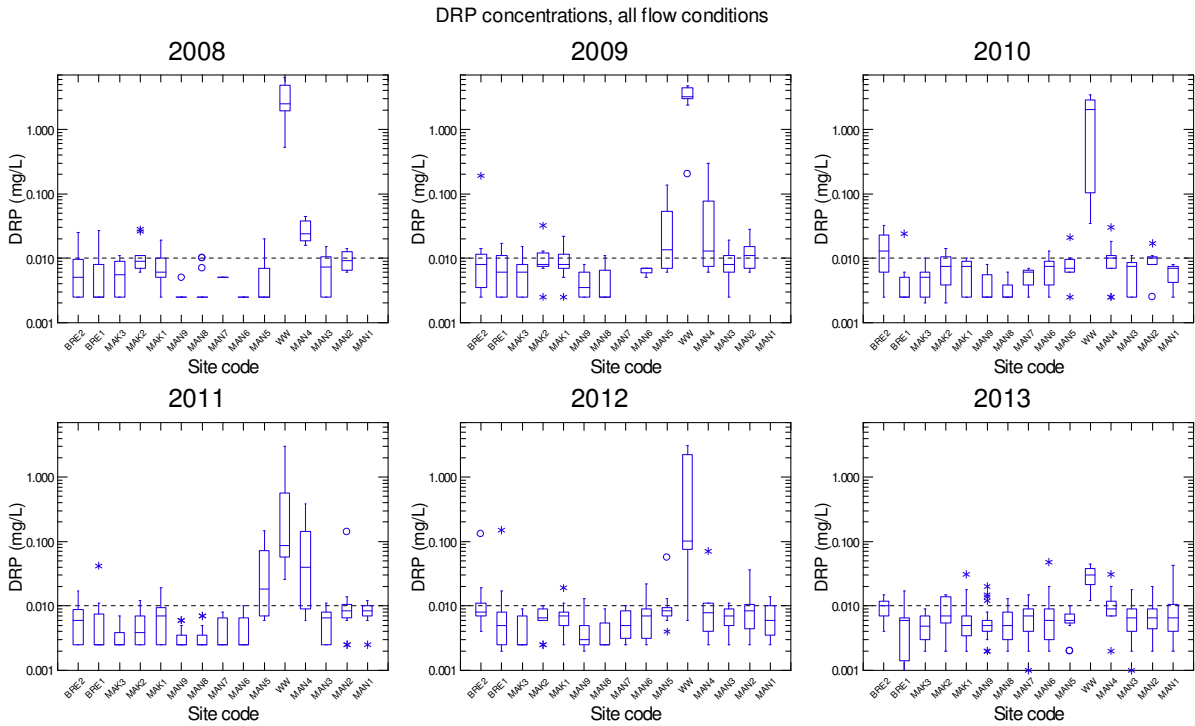 DRP concentrations, all flow conditions
2008
DRP (mg/L)
1.000
0.100
0.010
0.001
BRE2 BRE1 MAK3 MAK2 MAK1 MAN9 MAN8 MAN7 MAN6 MAN5 WW MAN4 MAN3 MAN2 MAN1
Site code
2009
DRP (mg/L)
1.000
0.100
0.010
0.001
BRE2 BRE1 MAK3 MAK2 MAK1 MAN9 MAN8 MAN7 MAN6 MAN5 WW MAN4 MAN3 MAN2 MAN1
Site code
2010
DRP (mg/L)
1.000
0.100
0.010
0.001
BRE2 BRE1 MAK3 MAK2 MAK1 MAN9 MAN8 MAN7 MAN6 MAN5 WW MAN4 MAN3 MAN2 MAN1
Site code
2011
DRP (mg/L)
1.000
0.100
0.010
0.001
BRE2 BRE1 MAK3 MAK2 MAK1 MAN9 MAN8 MAN7 MAN6 MAN5 WW MAN4 MAN3 MAN2 MAN1
Site code
2012
DRP (mg/L)
1.000
0.100
0.010
0.001
BRE2 BRE1 MAK3 MAK2 MAK1 MAN9 MAN8 MAN7 MAN6 MAN5 WW MAN4 MAN3 MAN2 MAN1
Site code
2013
DRP (mg/L)
1.000
0.100
0.010
0.001
BRE2 BRE1 MAK3 MAK2 MAK1 MAN9 MAN8 MAN7 MAN6 MAN5 WW MAN4 MAN3 MAN2 MAN1
Site code